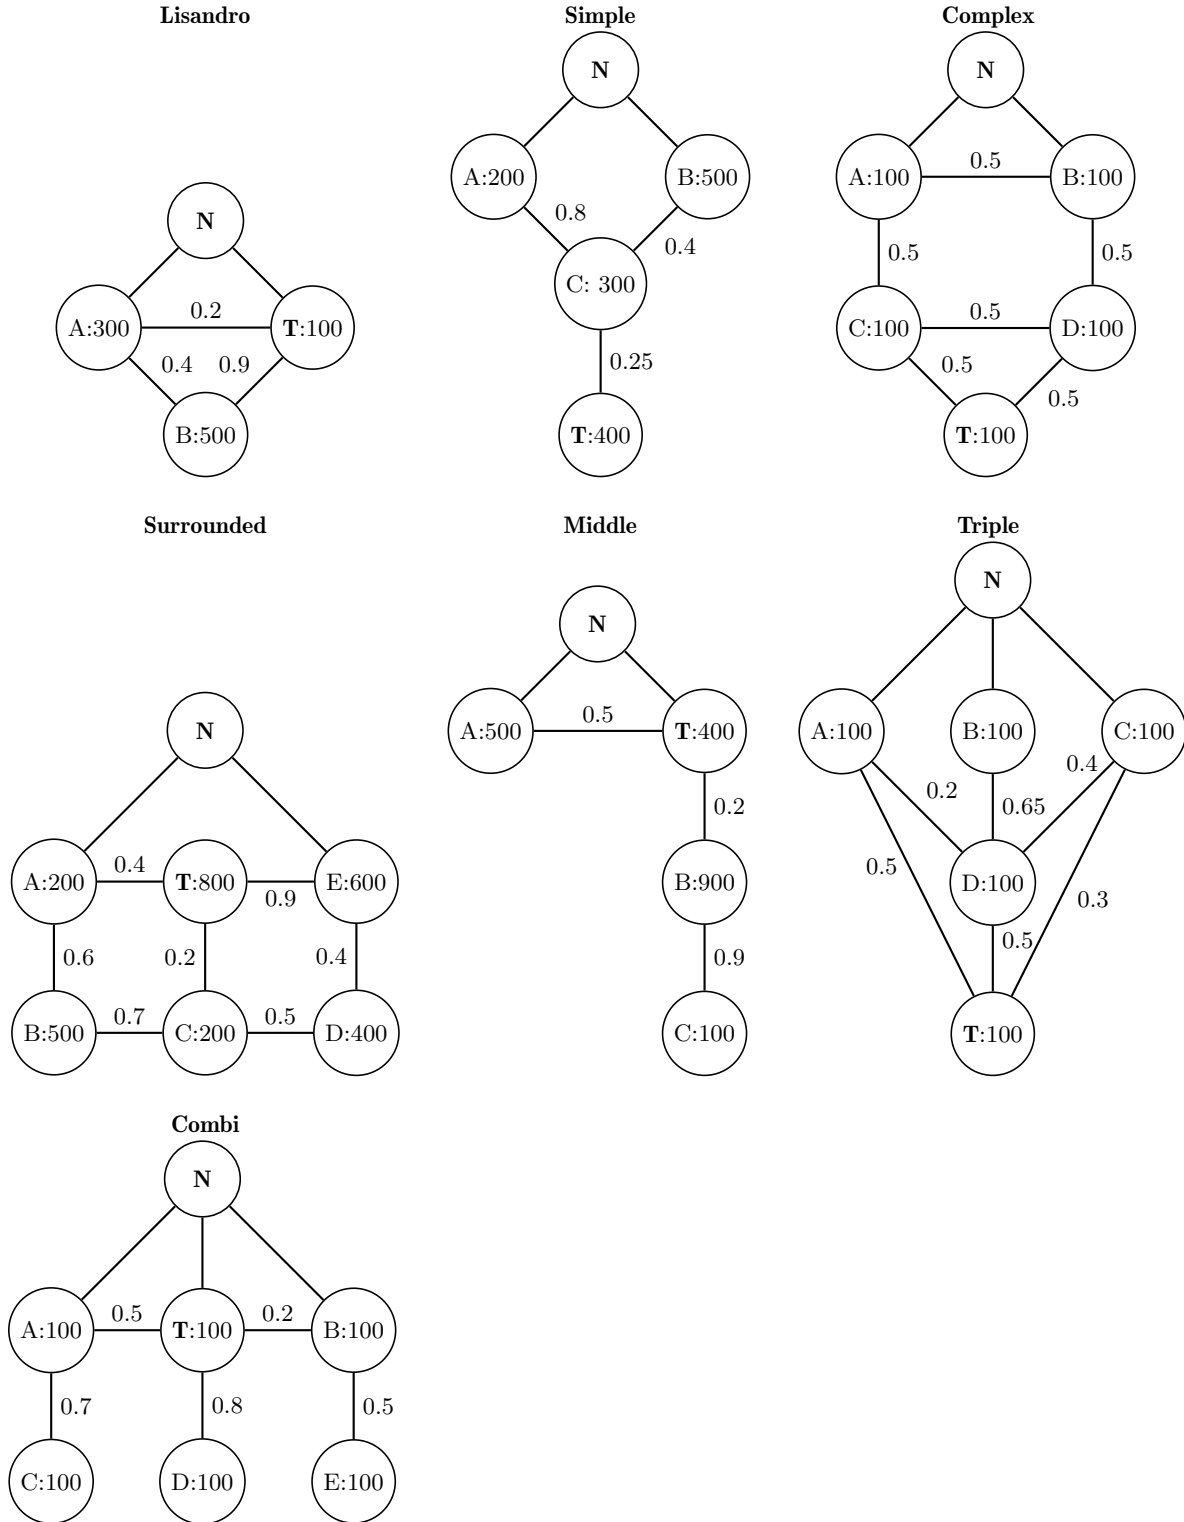 Lisandro
N
A:300
0.2
T:100
0.4
0.9
B:500
Simple
N
A:200
B:500
0.8
0.4
C: 300
0.25
T:400
Complex
N
A:100
0.5
B:100
0.5
0.5
C:100
0.5
D:100
0.5
0.5
T:100
Surrounded
N
A:200
0.4
T:800
0.9
E:600
0.6
0.2
0.4
B:500
0.7
C:200
0.5
D:400
Middle
N
A:500
0.5
T:400
0.2
B:900
0.9
C:100
Triple
N
A:100
B:100
C:100
0.2
0.65
0.4
0.5
D:100
0.3
0.5
T:100
Combi
N
A:100
0.5
T:100
0.2
B:100
0.7
0.8
0.5
C:100
D:100
E:100